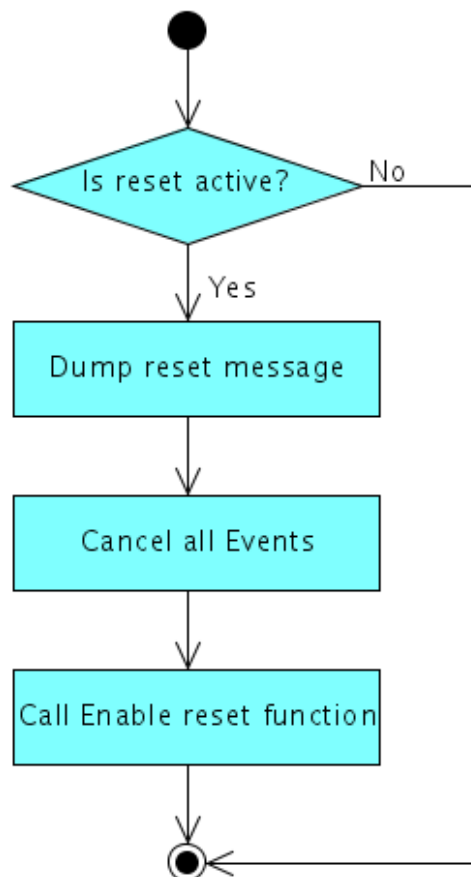 Is reset active?
No
Yes
Dump reset message
Cancel all Events
Call Enable reset function